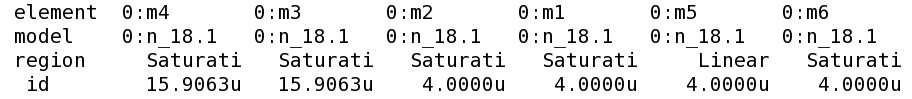 element  0:m4       0:m3       0:m2       0:m1       0:m5       0:m6
model    0:n_18.1   0:n_18.1   0:n_18.1   0:n_18.1   0:n_18.1   0:n_18.1
region      Saturati   Saturati   Saturati   Saturati     Linear   Saturati
 id        15.9063u   15.9063u    4.0000u    4.0000u    4.0000u    4.0000u